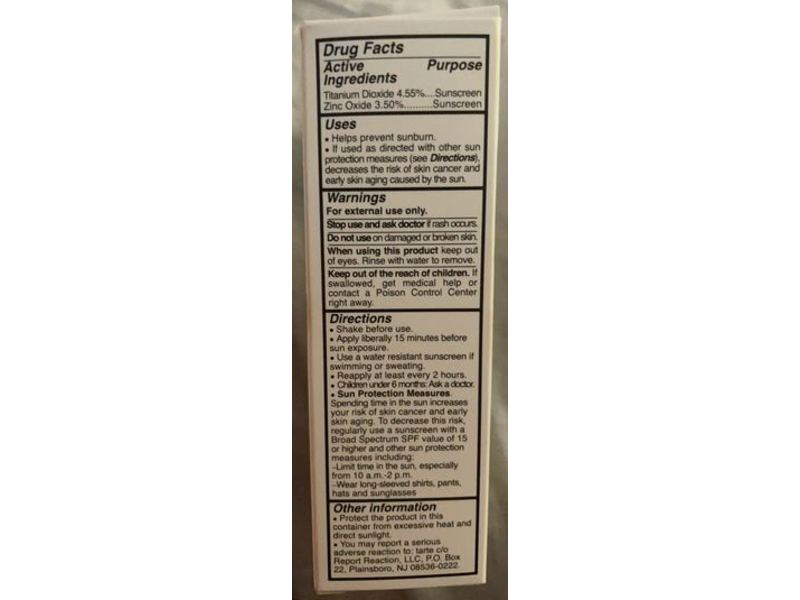 Drug Facts
Active Purpose
Ingredients
Titanium Dioxide 4.55%....Sunscreen
Zinc Oxide 3.50%..........Sunscreen
Uses
• Helps prevent sunburn.
• If used as directed with other sun
protection measures (see Directions),
decreases the risk of skin cancer and
early skin aging caused by the sun.
Warnings
For external use only.
Stop use and ask doctor if rash occurs.
Do not use on damaged or broken skin.
When using this product keep out
of eyes. Rinse with water to remove.
Keep out of the reach of children. If
swallowed, get medical help or
contact a Poison Control Center
right away.
Directions
• Shake before use.
• Apply liberally 15 minutes before
sun exposure.
• Use a water resistant sunscreen if
swimming or sweating.
• Reapply at least every 2 hours.
• Children under 6 months: Ask a doctor.
• Sun Protection Measures.
Spending time in the sun increases
your risk of skin cancer and early
skin aging. To decrease this risk,
regularly use a sunscreen with a
Broad Spectrum SPF value of 15
or higher and other sun protection
measures including:
–Limit time in the sun, especially
from 10 a.m.-2 p.m.
–Wear long-sleeved shirts, pants,
hats and sunglasses
Other information
• Protect the product in this
container from excessive heat and
direct sunlight.
• You may report a serious
adverse reaction to: tarte c/o
Report Reaction, LLC, P.O. Box
22, Plainsboro, NJ 08536-0222.